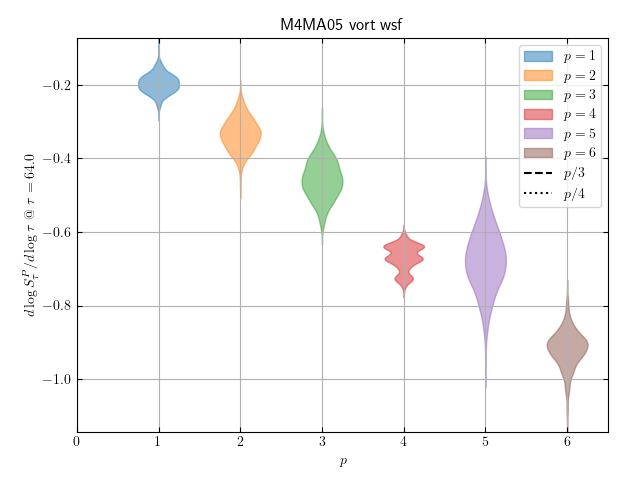 M4MA05 vort wsf
d log S_τ^P / d log τ @ τ = 64.0
−0.2
−0.4
−0.6
−0.8
−1.0
0 1 2 3 4 5 6
p
p = 1
p = 2
p = 3
p = 4
p = 5
p = 6
p/3
p/4